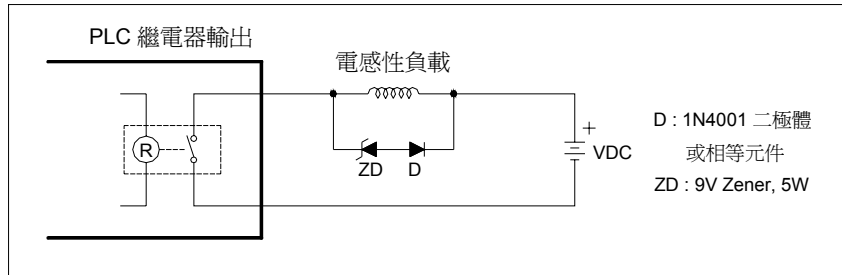 PLC 繼電器輸出
電感性負載
R
ZD D
+
VDC
D : 1N4001 二極體
或相等元件
ZD : 9V Zener, 5W